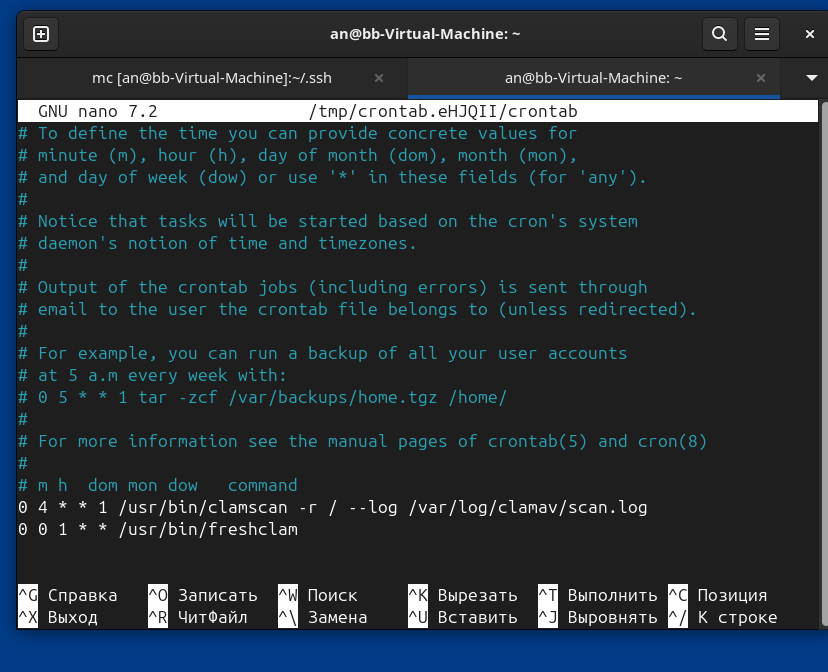 an@bb-Virtual-Machine: ~
mc [an@bb-Virtual-Machine]:~/.ssh
an@bb-Virtual-Machine: ~
GNU nano 7.2 /tmp/crontab.eHJQII/crontab
# To define the time you can provide concrete values for
# minute (m), hour (h), day of month (dom), month (mon),
# and day of week (dow) or use '*' in these fields (for 'any').
#
# Notice that tasks will be started based on the cron's system
# daemon's notion of time and timezones.
#
# Output of the crontab jobs (including errors) is sent through
# email to the user the crontab file belongs to (unless redirected).
#
# For example, you can run a backup of all your user accounts
# at 5 a.m every week with:
# 0 5 * * 1 tar -zcf /var/backups/home.tgz /home/
#
# For more information see the manual pages of crontab(5) and cron(8)
#
# m h  dom mon dow   command
0 4 * * 1 /usr/bin/clamscan -r / --log /var/log/clamav/scan.log
0 0 1 * * /usr/bin/freshclam
^G Справка ^O Записать ^W Поиск ^K Вырезать ^T Выполнить ^C Позиция
^X Выход ^R ЧитФайл ^\ Замена ^U Вставить ^J Выровнять ^/ К строке